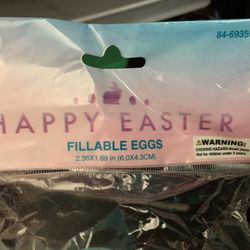 84-6935
HAPPY EASTER
FILLABLE EGGS
2.36X1.69 in.(6.0X4.3CM)
WARNING:
CHOKING HAZARD-Small
Not for children under 3 years.